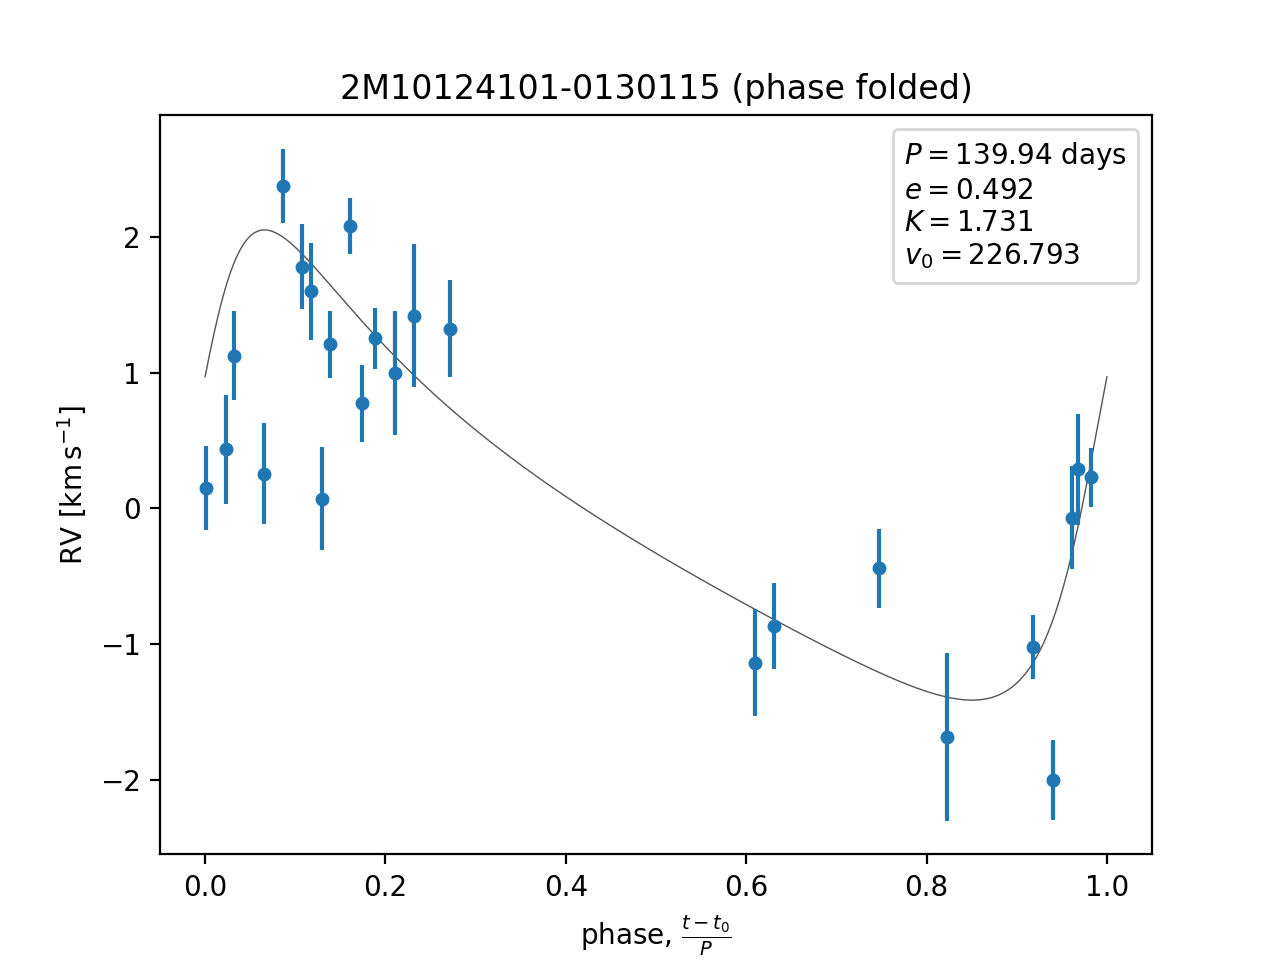 2M10124101-0130115 (phase folded)
P = 139.94 days
e = 0.492
K = 1.731
v₀ = 226.793
RV [km s⁻¹]
2
1
0
−1
−2
0.0 0.2 0.4 0.6 0.8 1.0
phase, (t − t₀)/P